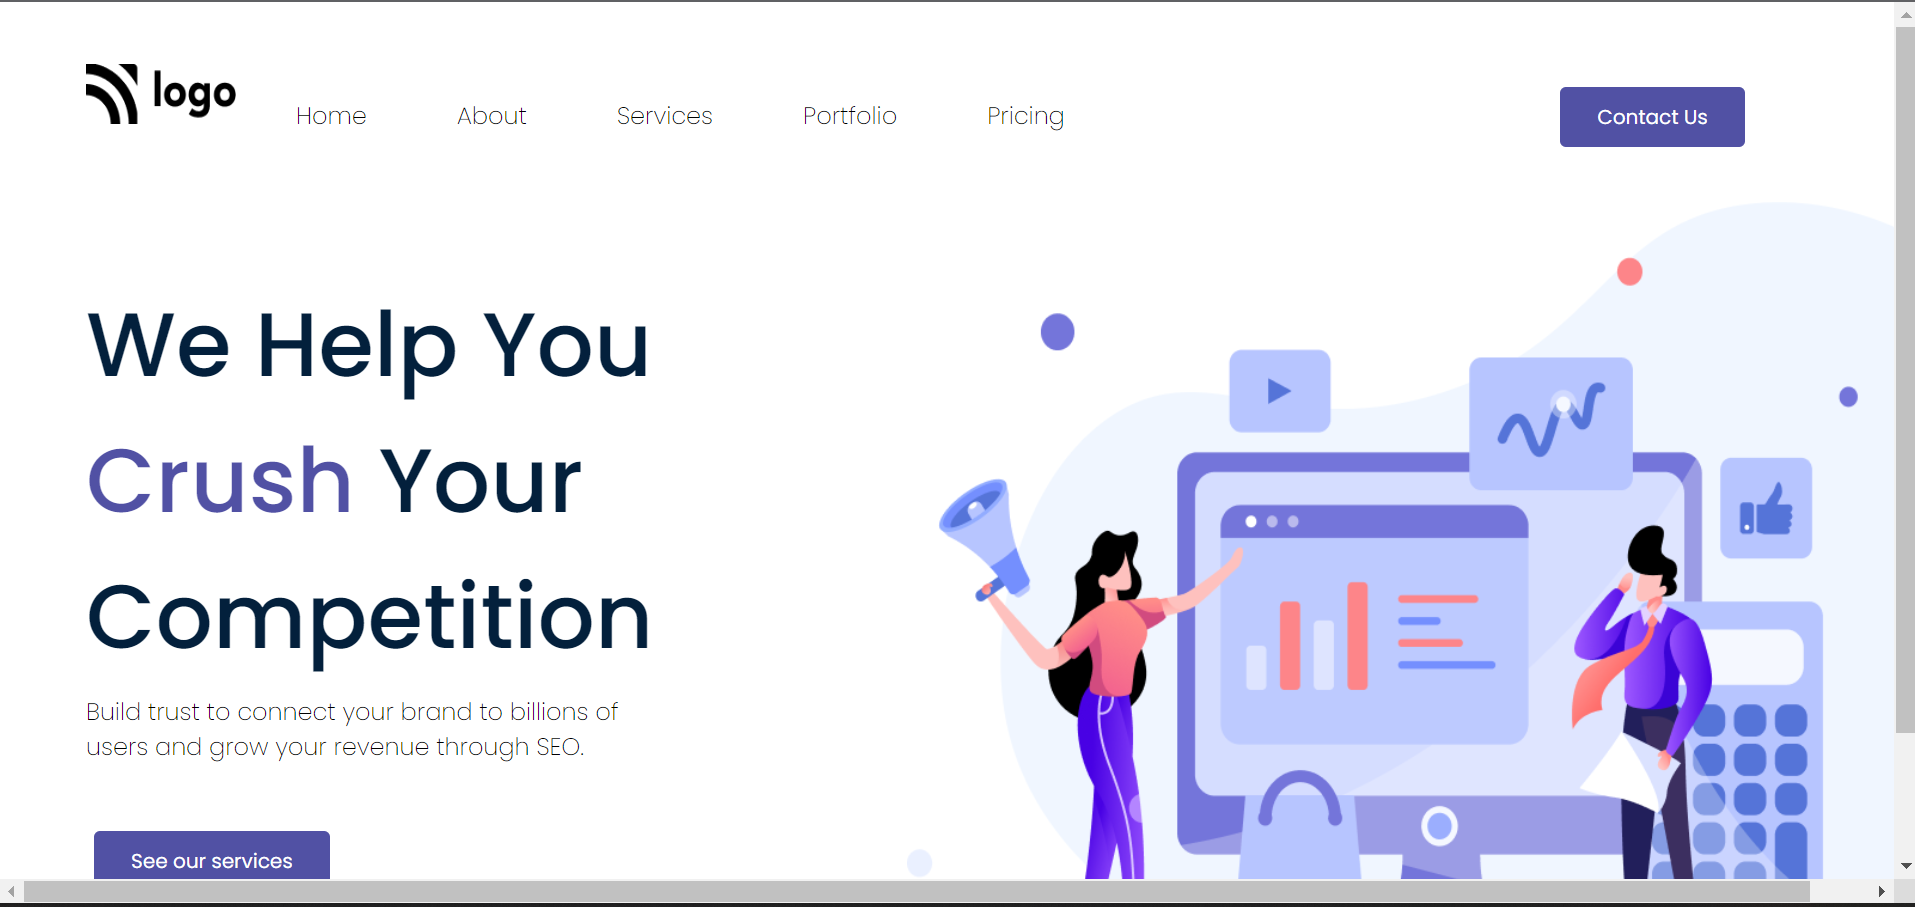 logo
Home
About
Services
Portfolio
Pricing
Contact Us
We Help You
Crush Your
Competition
Build trust to connect your brand to billions of
users and grow your revenue through SEO.
See our services